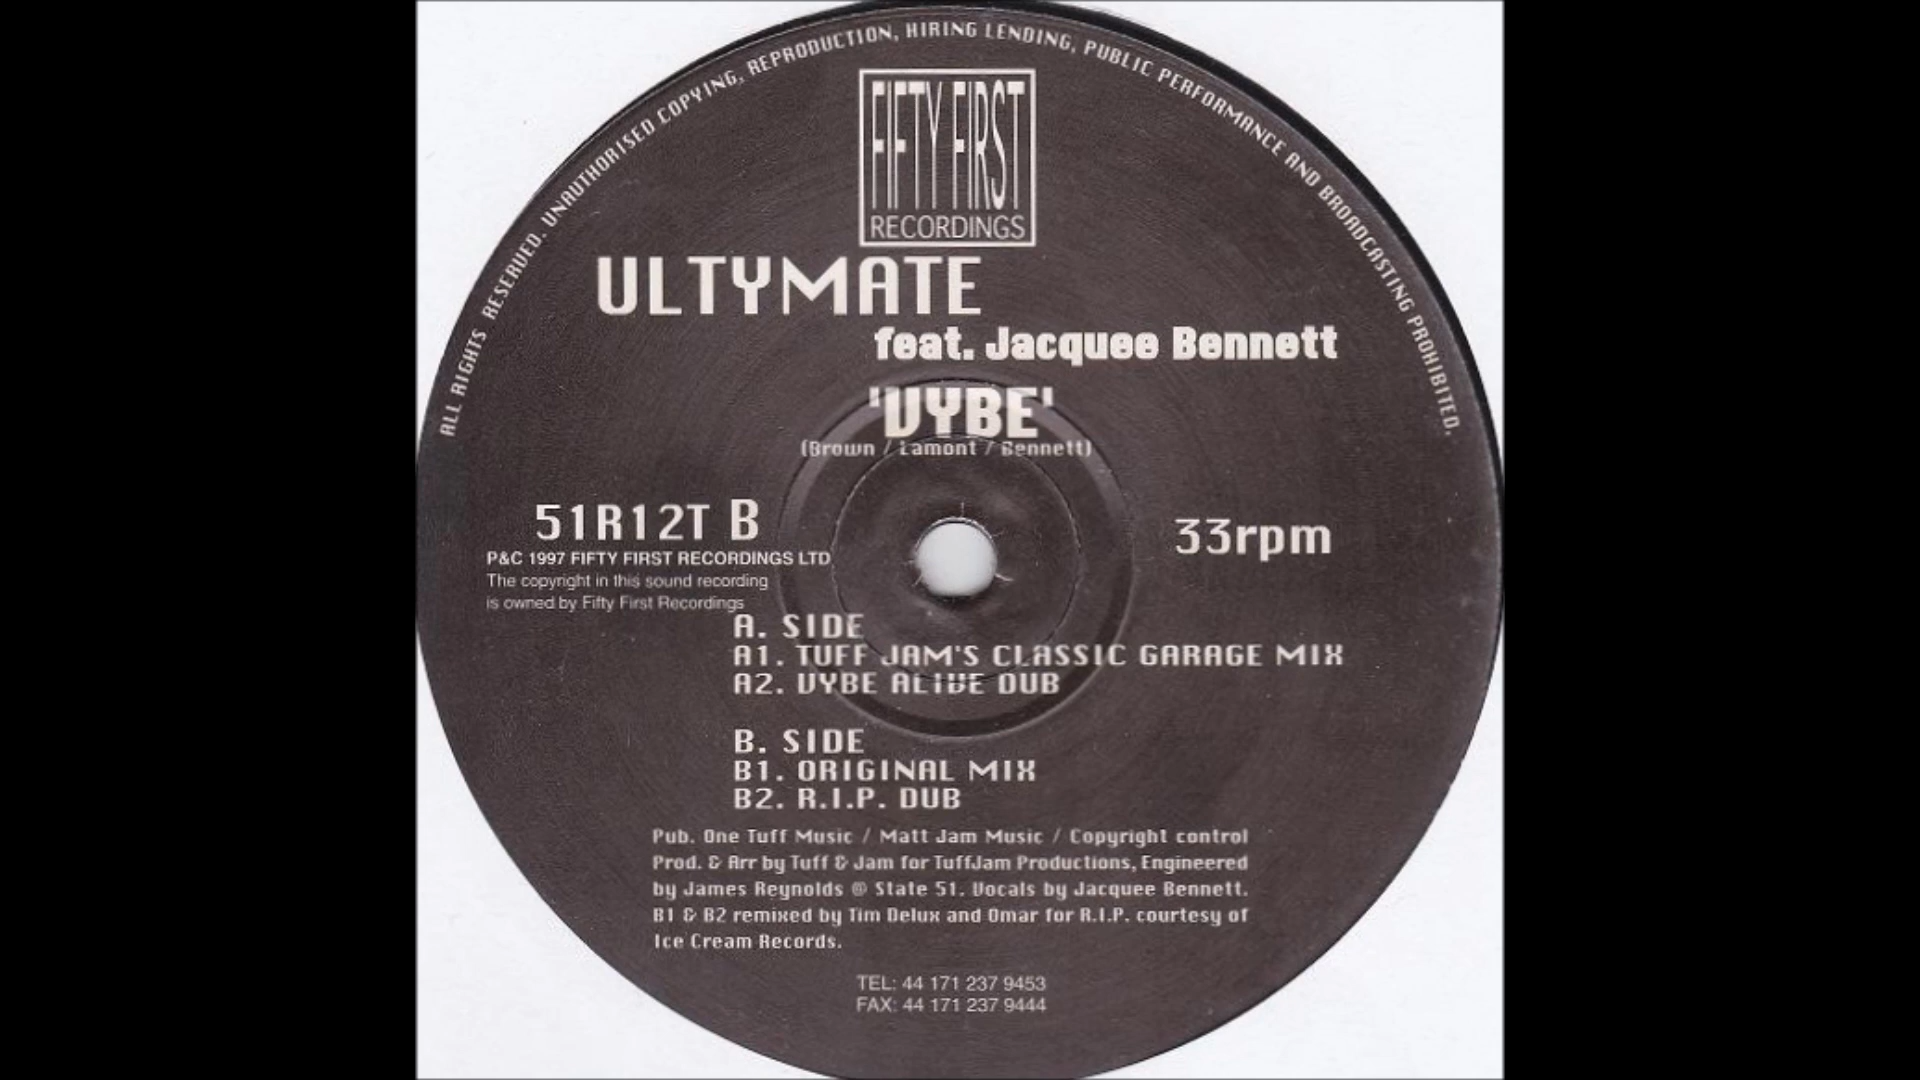 ALL RIGHTS RESERVED. UNAUTHORISED COPYING, REPRODUCTION, HIRING LENDING, PUBLIC PERFORMANCE AND BROADCASTING PROHIBITED.
FIFTY FIRST
RECORDINGS
ULTYMATE
feat. Jacquee Bennett
'VYBE'
(Brown / Lamont / Bennett)
51R12T B
33rpm
P&C 1997 FIFTY FIRST RECORDINGS LTD
The copyright in this sound recording
is owned by Fifty First Recordings
A. SIDE
A1. TUFF JAM'S CLASSIC GARAGE MIX
A2. VYBE ALIVE DUB
B. SIDE
B1. ORIGINAL MIX
B2. R.I.P. DUB
Pub. One Tuff Music / Matt Jam Music / Copyright control
Prod. & Arr by Tuff & Jam for TuffJam Productions, Engineered
by James Reynolds @ State 51. Vocals by Jacquee Bennett.
B1 & B2 remixed by Tim Delux and Omar for R.I.P. courtesy of
Ice Cream Records.
TEL: 44 171 237 9453
FAX: 44 171 237 9444